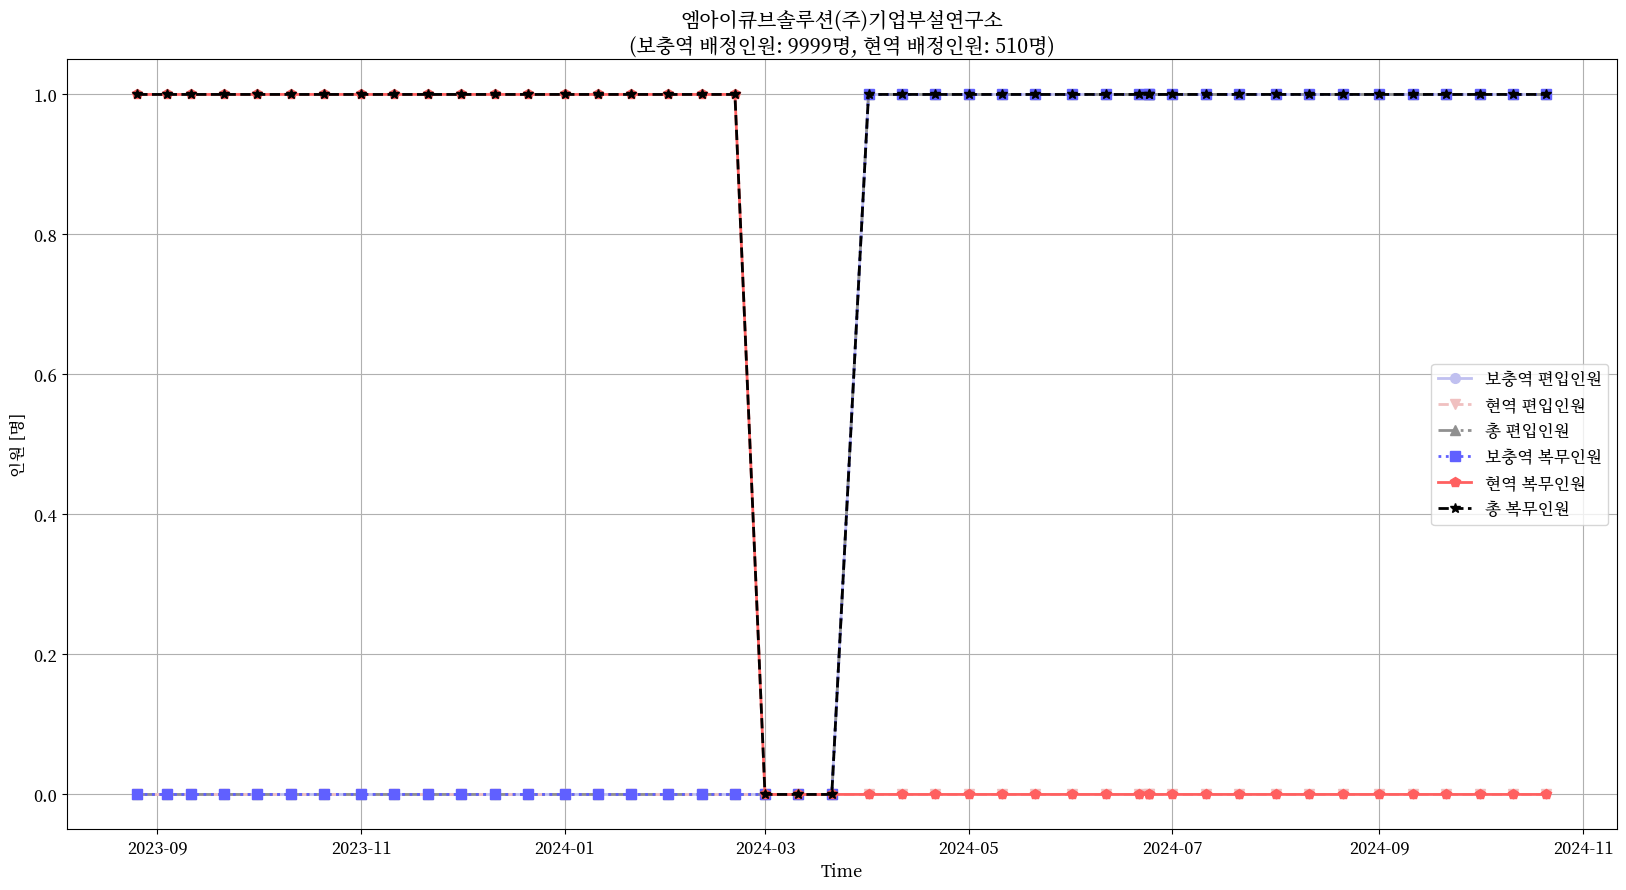 엠아이큐브솔루션(주)기업부설연구소
(보충역 배정인원: 9999명, 현역 배정인원: 510명)
인원 [명]
1.0
0.8
0.6
0.4
0.2
0.0
보충역 편입인원
현역 편입인원
총 편입인원
보충역 복무인원
현역 복무인원
총 복무인원
2023-09 2023-11 2024-01 2024-03 2024-05 2024-07 2024-09 2024-11
Time